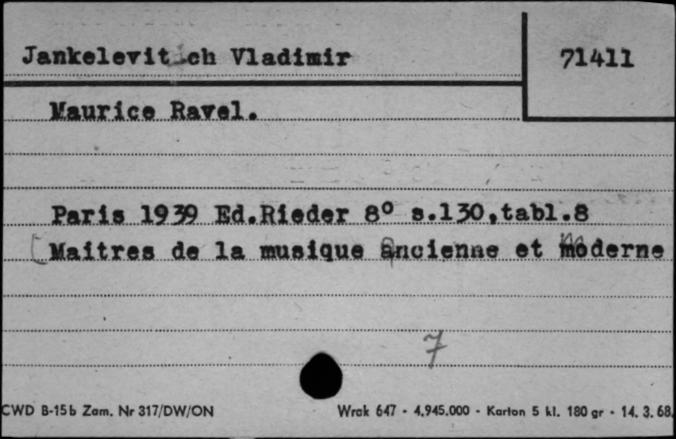 Jankelevitch Vladimir
71411
Maurice Ravel.
Paris 1939 Ed.Rieder 8° s.130,tabl.8
[Maitres de la musique ancienne et moderne
7
CWD B-15b Zam. Nr 317/DW/ON
Wrak 647 - 4.945.000 - Karton 5 kl. 180 gr - 14. 3. 68.